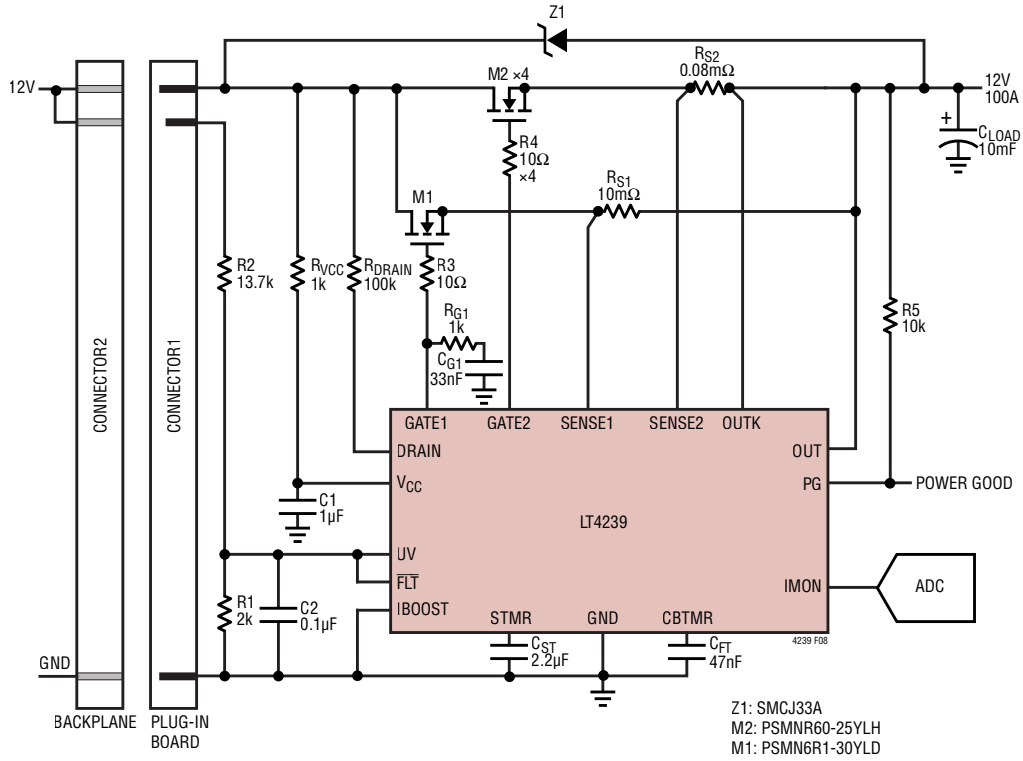 Z1
12V
M2 ×4
RS2
0.08mΩ
12V
100A
+
CLOAD
10mF
R4
10Ω
×4
M1
RS1
10mΩ
R2
13.7k
RVCC
1k
RDRAIN
100k
R3
10Ω
RG1
1k
CG1
33nF
R5
10k
CONNECTOR2
CONNECTOR1
GATE1
GATE2
SENSE1
SENSE2
OUTK
DRAIN
OUT
VCC
PG
POWER GOOD
C1
1µF
LT4239
UV
FLT
IMON
ADC
IBOOST
R1
2k
C2
0.1µF
STMR
GND
CBTMR
4239 F08
CST
2.2µF
CFT
47nF
GND
BACKPLANE
PLUG-IN
BOARD
Z1: SMCJ33A
M2: PSMNR60-25YLH
M1: PSMN6R1-30YLD